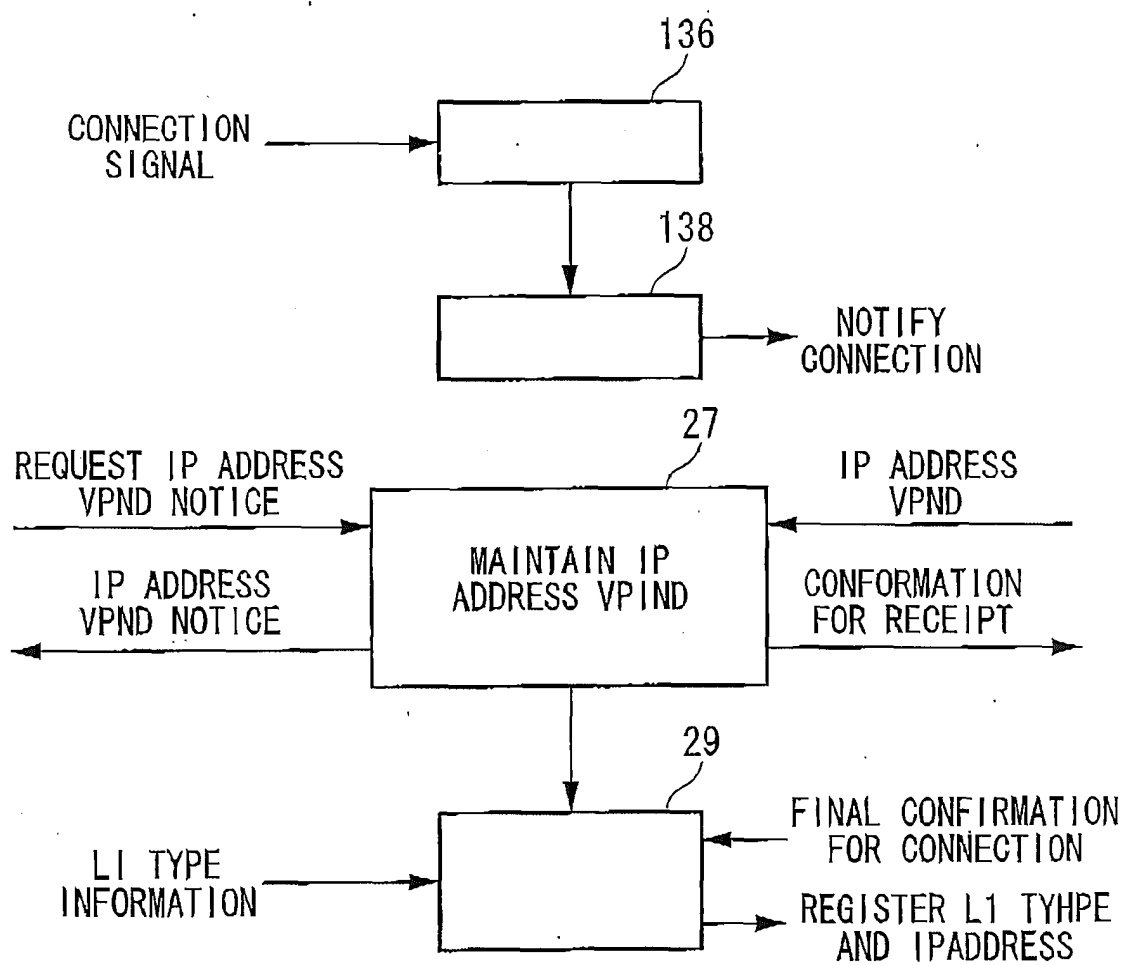 136
CONNECTION
SIGNAL
138
NOTIFY
CONNECTION
27
REQUEST IP ADDRESS
VPND NOTICE
IP ADDRESS
VPND
MAINTAIN IP
ADDRESS VPIND
IP ADDRESS
VPND NOTICE
CONFORMATION
FOR RECEIPT
29
FINAL CONFIRMATION
FOR CONNECTION
LI TYPE
INFORMATION
REGISTER L1 TYHPE
AND IPADDRESS